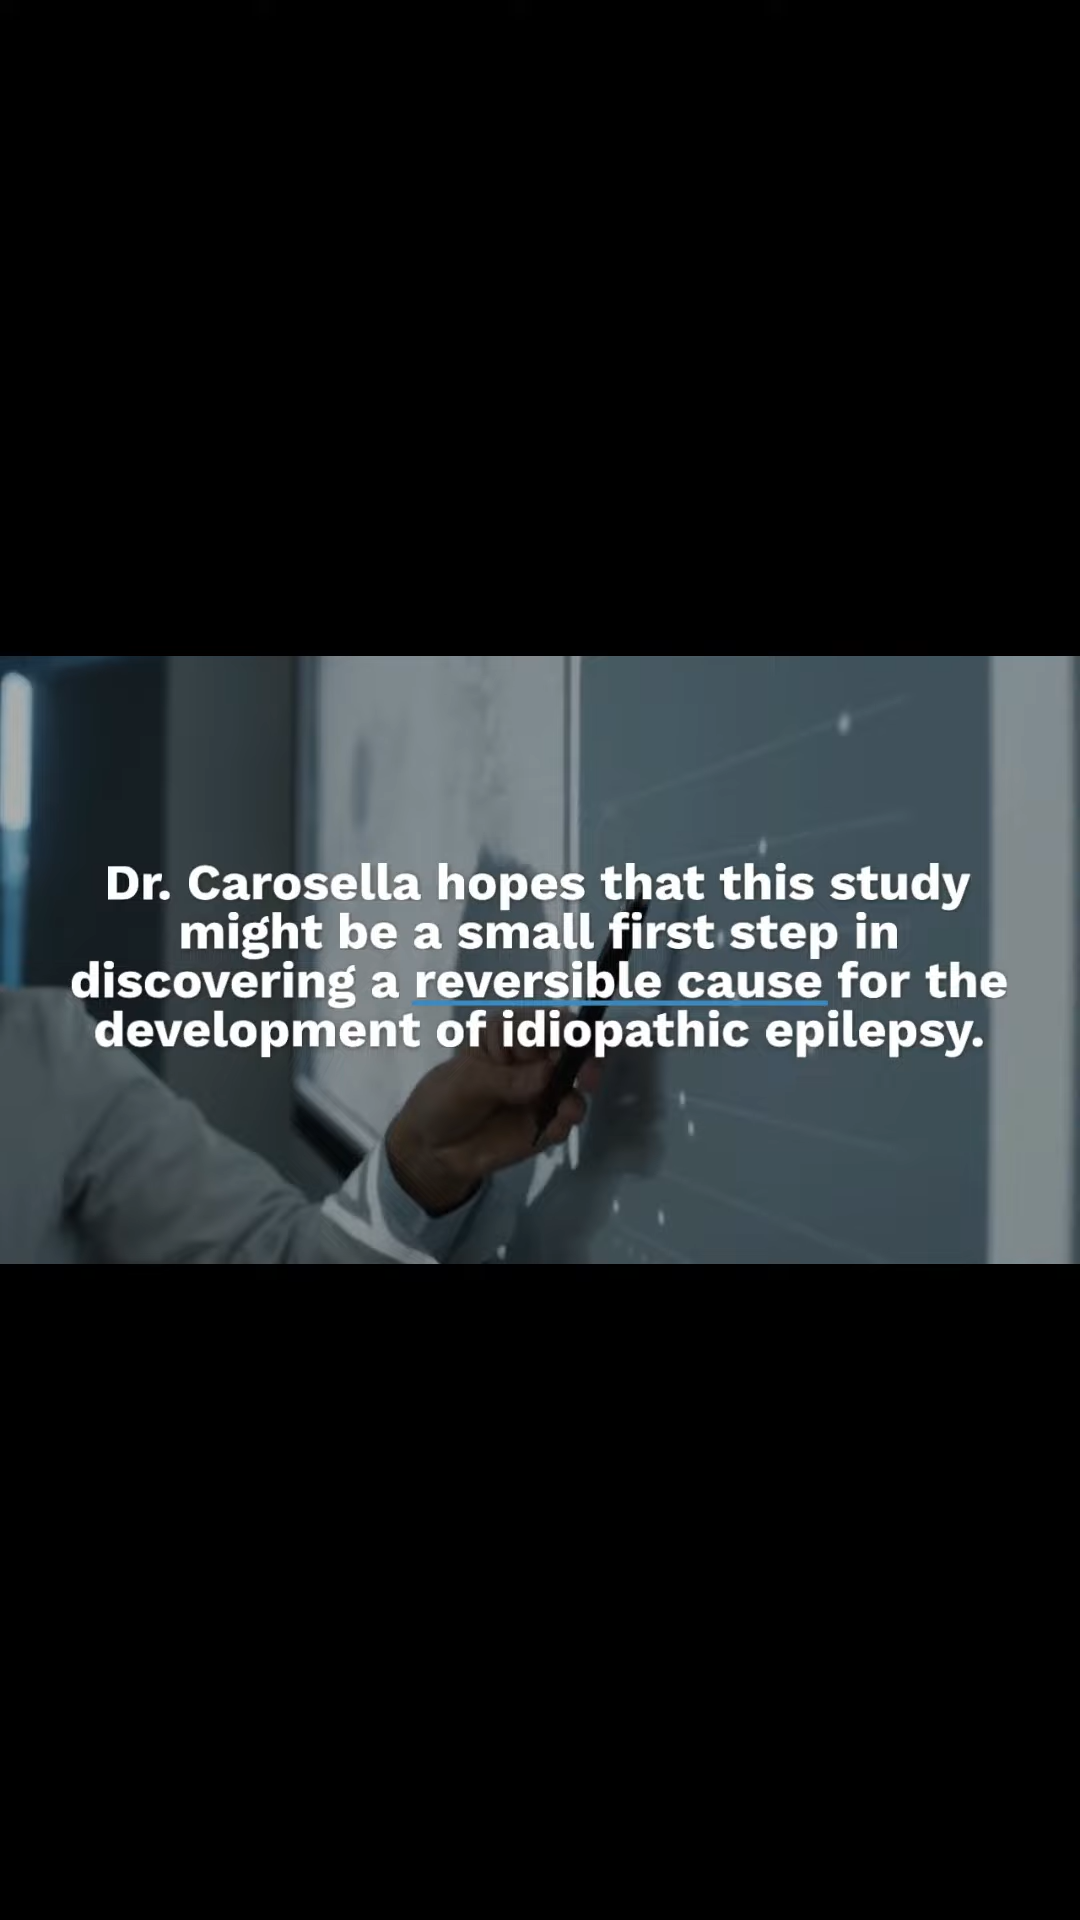 Dr. Carosella hopes that this study
might be a small first step in
discovering a reversible cause for the
development of idiopathic epilepsy.